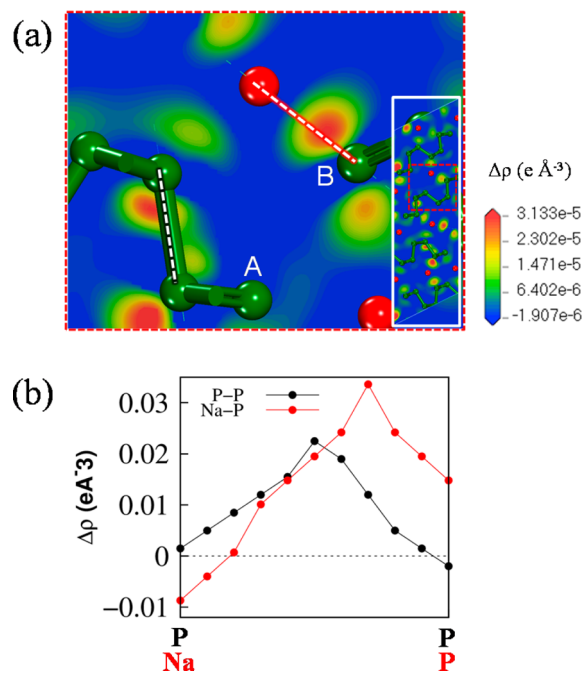 (a)
B
A
Δρ (e Å⁻³)
3.133e-5
2.302e-5
1.471e-5
6.402e-6
-1.907e-6
(b)
P–P
Na–P
0.03
0.02
0.01
0
−0.01
Δρ (eA⁻3)
P P
Na P